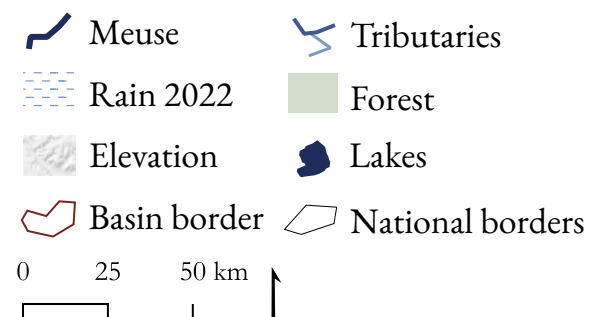 Meuse
Tributaries
Rain 2022
Forest
Elevation
Lakes
Basin border
National borders
0 25 50 km